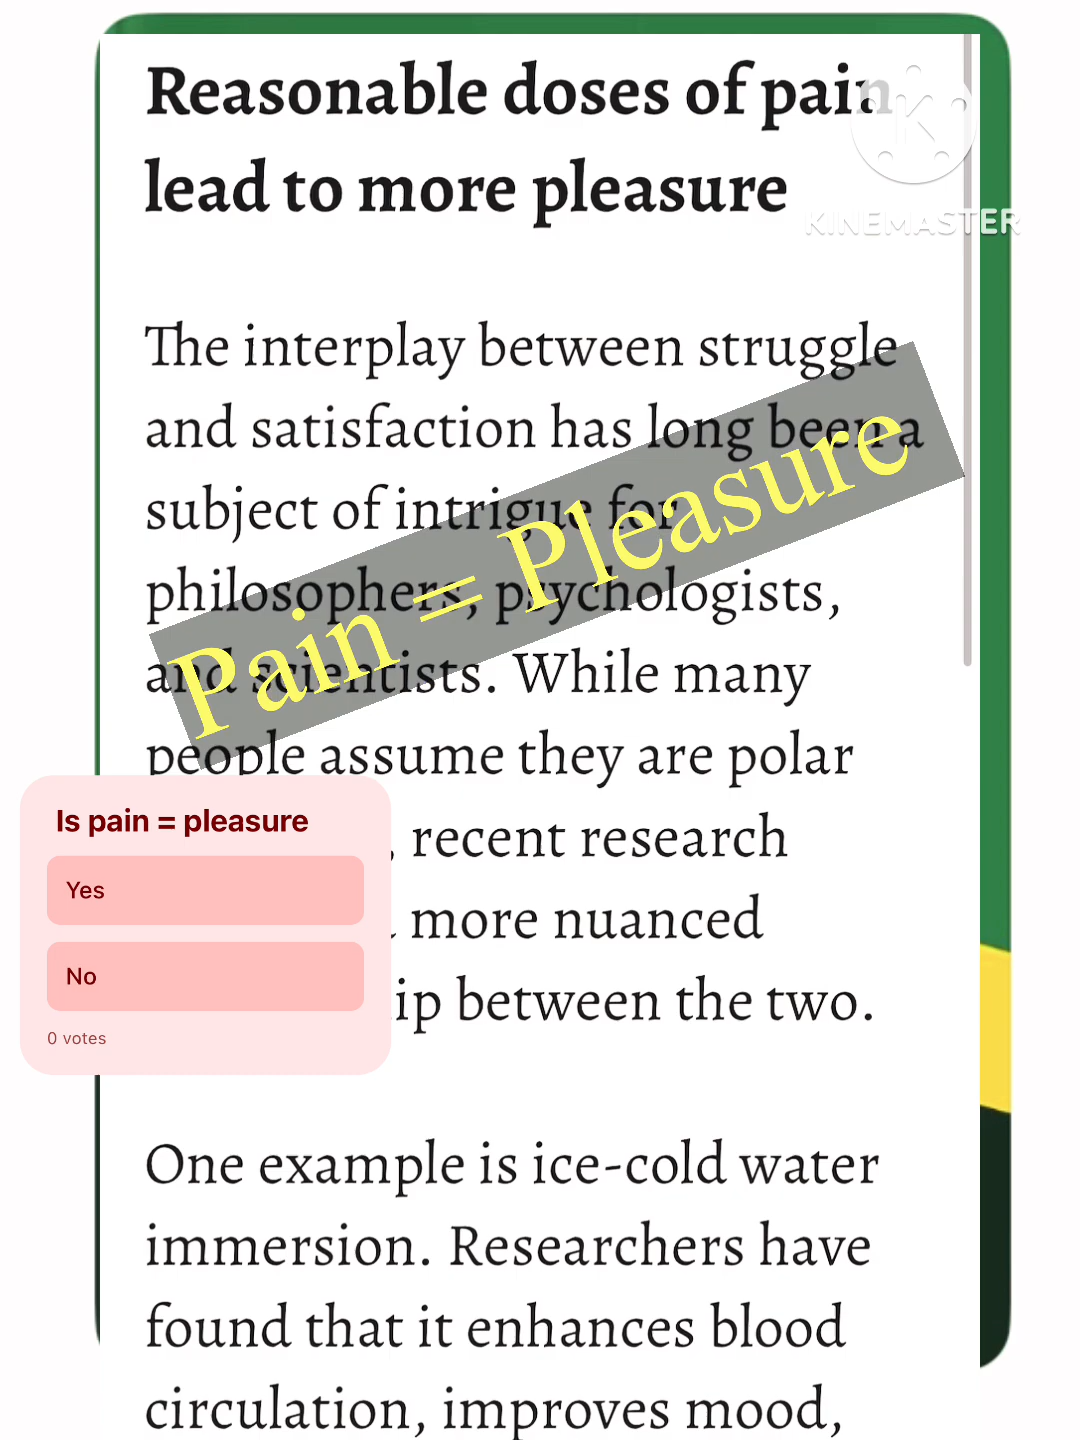 Reasonable doses of pain
lead to more pleasure
KINEMASTER
The interplay between struggle
and satisfaction has long been a
subject of intrigue for
philosophers, psychologists,
and scientists. While many
people assume they are polar
, recent research
more nuanced
ip between the two.
Pain = Pleasure
Is pain = pleasure
Yes
No
0 votes
One example is ice-cold water
immersion. Researchers have
found that it enhances blood
circulation, improves mood,